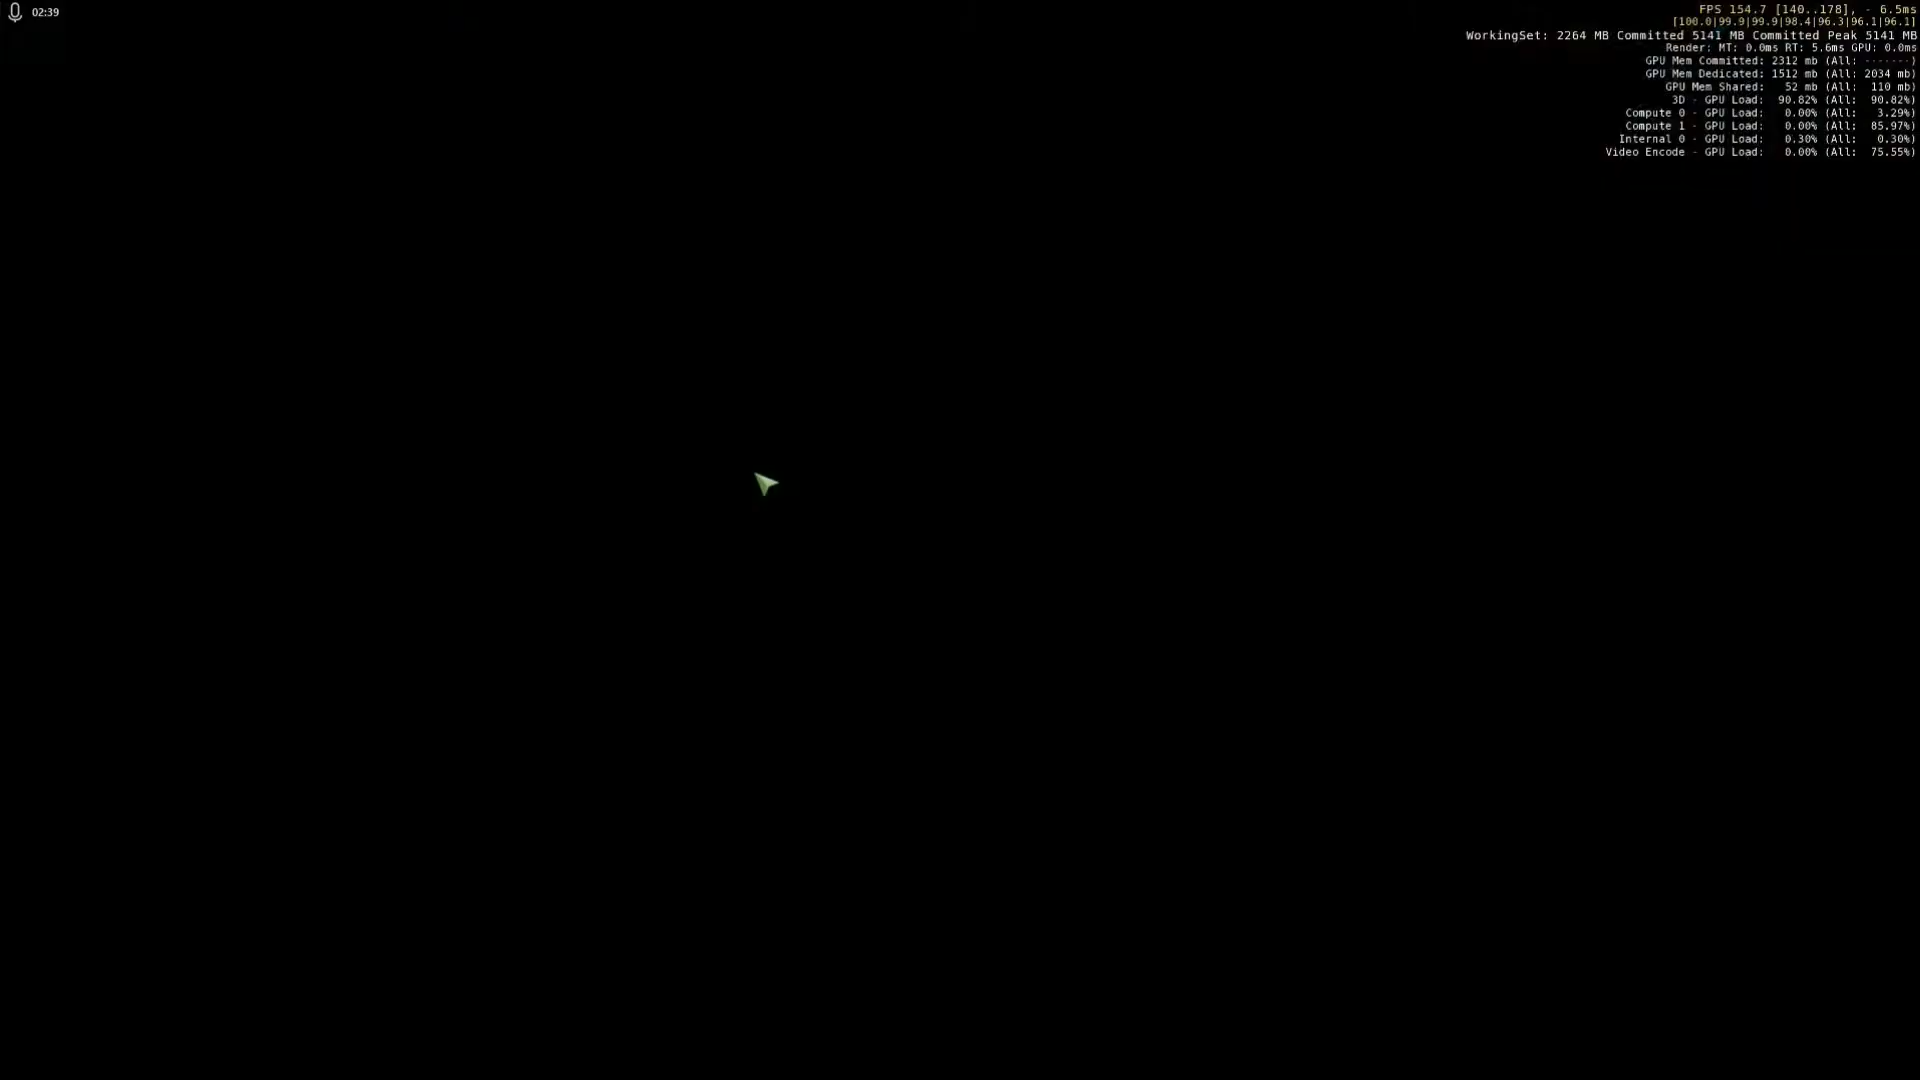 02:39
FPS 154.7 [140..178], - 6.5ms
[100.0|99.9|99.9|98.4|96.3|96.1|96.1]
WorkingSet: 2264 MB Committed 5141 MB Committed Peak 5141 MB
Render: MT: 0.0ms RT: 5.6ms GPU: 0.0ms
GPU Mem Committed: 2312 mb (All: -------)
GPU Mem Dedicated: 1512 mb (All: 2034 mb)
GPU Mem Shared: 52 mb (All: 110 mb)
3D - GPU Load: 90.82% (All: 90.82%)
Compute 0 - GPU Load: 0.00% (All: 3.29%)
Compute 1 - GPU Load: 0.00% (All: 85.97%)
Internal 0 - GPU Load: 0.30% (All: 0.30%)
Video Encode - GPU Load: 0.00% (All: 75.55%)